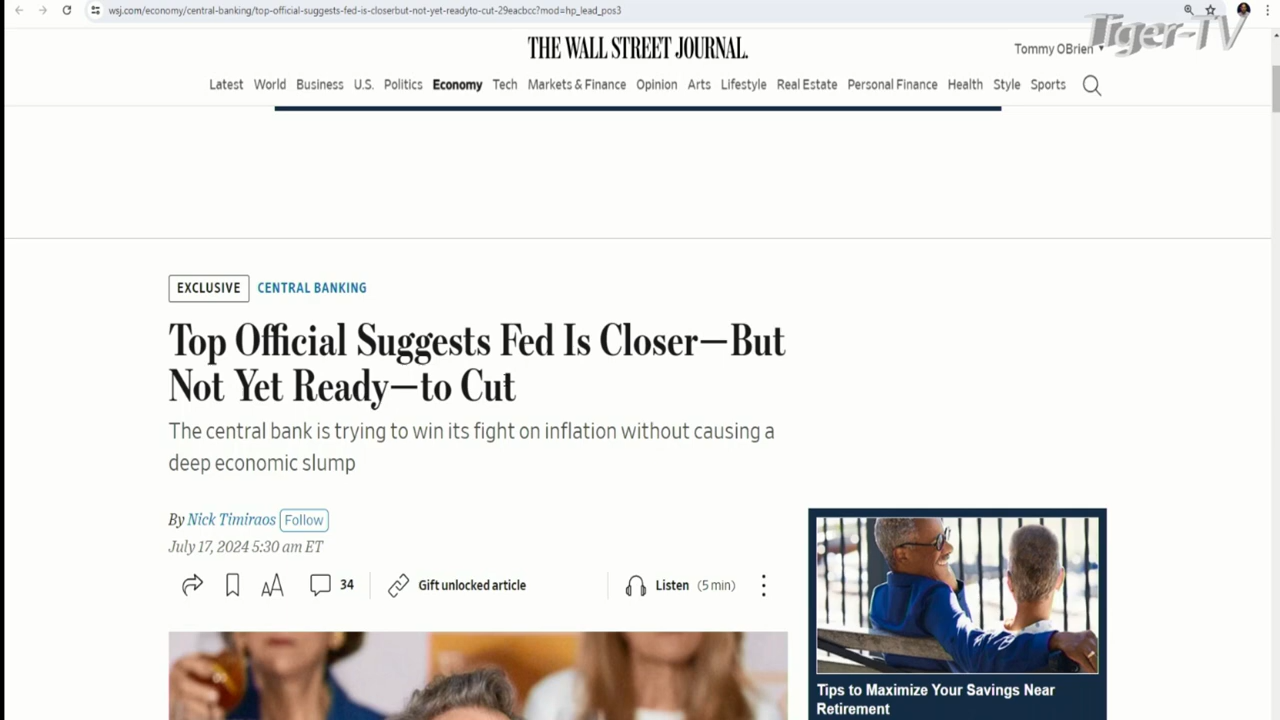 wsj.com/economy/central-banking/top-official-suggests-fed-is-closerbut-not-yet-readyto-cut-29eacbcc?mod=hp_lead_pos3
Tiger-TV
THE WALL STREET JOURNAL.
Tommy OBrien
Latest World Business U.S. Politics Economy Tech Markets & Finance Opinion Arts Lifestyle Real Estate Personal Finance Health Style Sports
EXCLUSIVE CENTRAL BANKING
Top Official Suggests Fed Is Closer—But
Not Yet Ready—to Cut
The central bank is trying to win its fight on inflation without causing a
deep economic slump
By Nick Timiraos Follow
July 17, 2024 5:30 am ET
AA 34 Gift unlocked article Listen (5 min)
Tips to Maximize Your Savings Near
Retirement